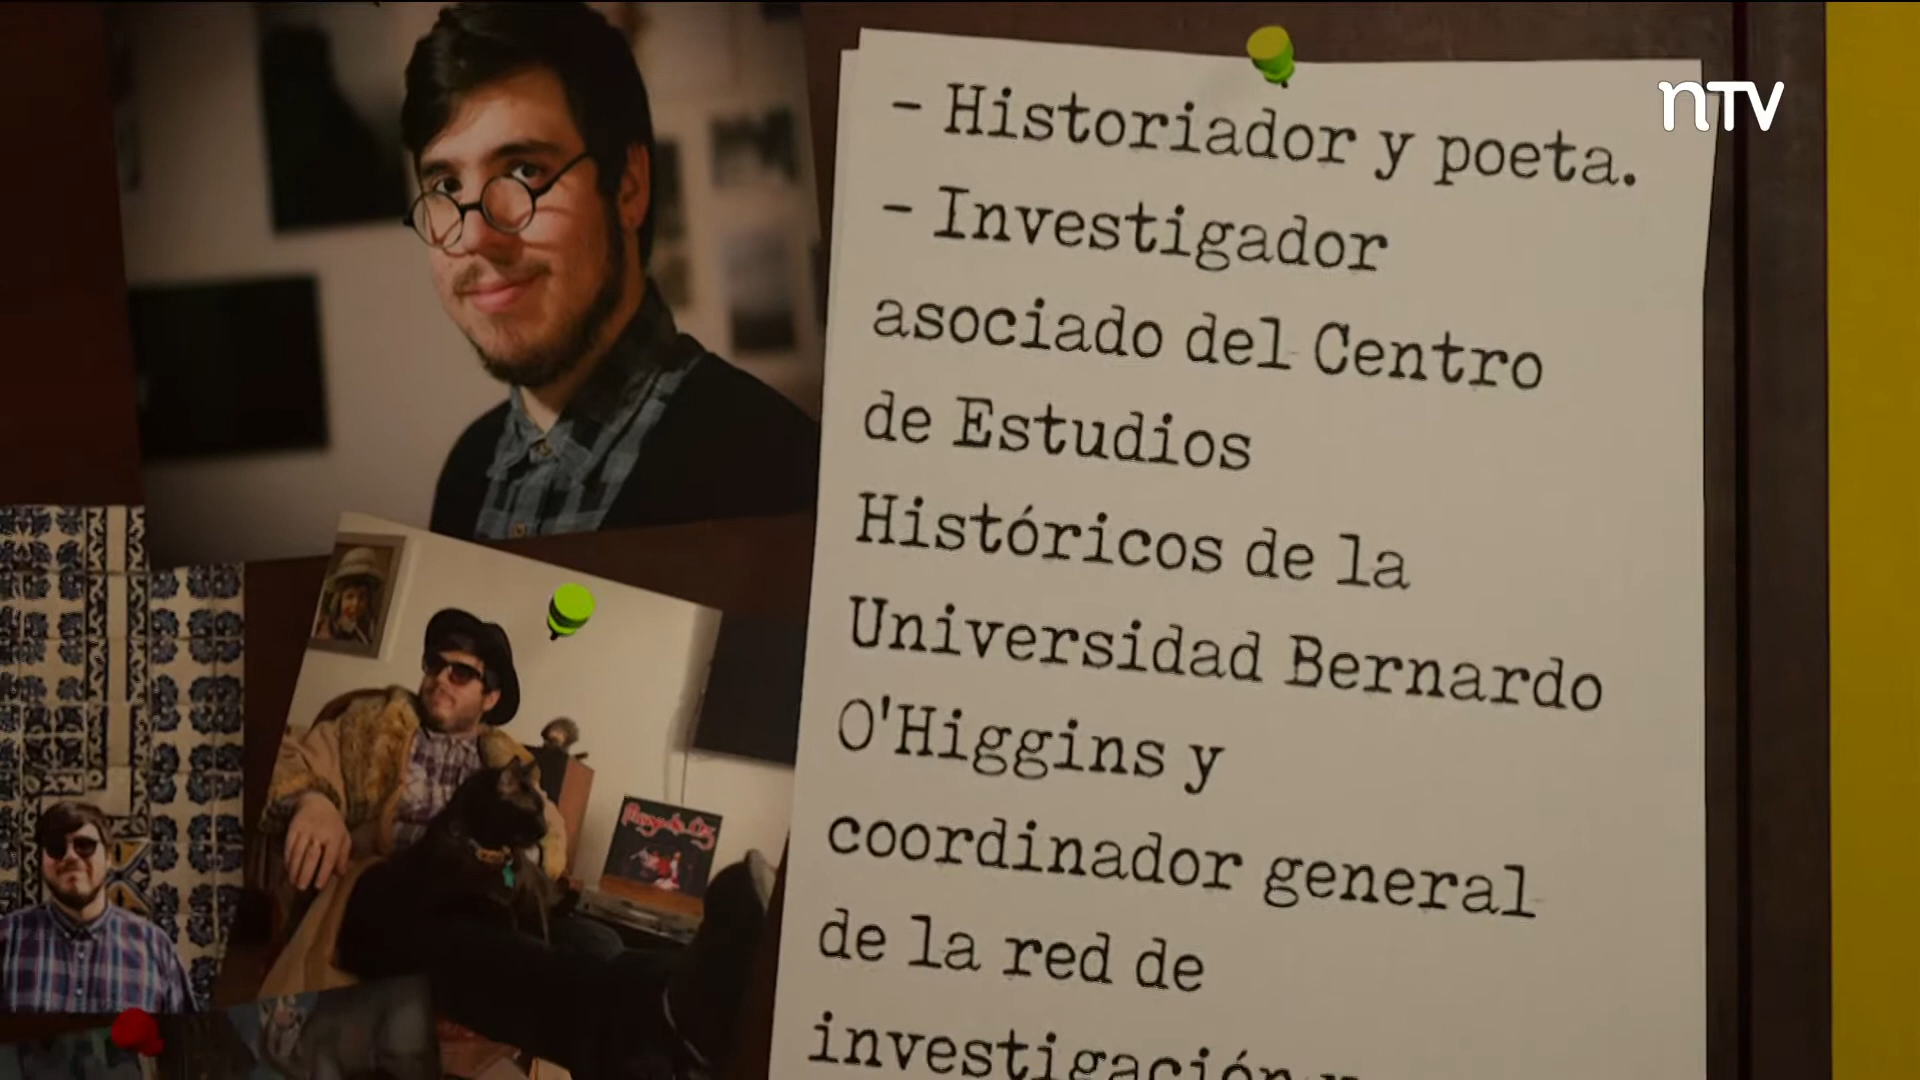 nTV
- Historiador y poeta.
- Investigador
asociado del Centro
de Estudios
Históricos de la
Universidad Bernardo
O'Higgins y
coordinador general
de la red de
investigación y